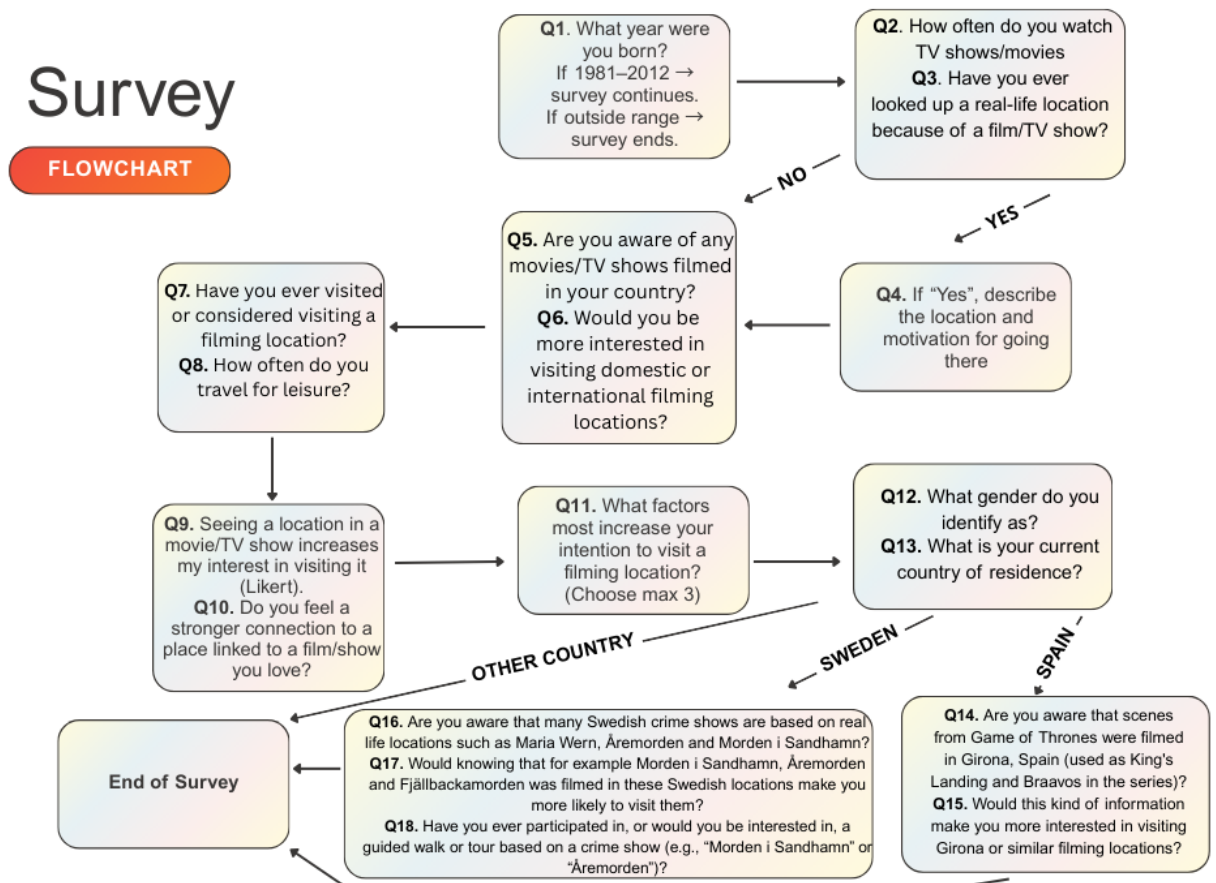 Survey
FLOWCHART
Q1. What year were
you born?
If 1981–2012 →
survey continues.
If outside range →
survey ends.
Q2. How often do you watch
TV shows/movies
Q3. Have you ever
looked up a real-life location
because of a film/TV show?
NO
YES
Q4. If “Yes”, describe
the location and
motivation for going
there
Q5. Are you aware of any
movies/TV shows filmed
in your country?
Q6. Would you be
more interested in
visiting domestic or
international filming
locations?
Q7. Have you ever visited
or considered visiting a
filming location?
Q8. How often do you
travel for leisure?
Q9. Seeing a location in a
movie/TV show increases
my interest in visiting it
(Likert).
Q10. Do you feel a
stronger connection to a
place linked to a film/show
you love?
Q11. What factors
most increase your
intention to visit a
filming location?
(Choose max 3)
Q12. What gender do you
identify as?
Q13. What is your current
country of residence?
OTHER COUNTRY
SWEDEN
SPAIN
Q14. Are you aware that scenes
from Game of Thrones were filmed
in Girona, Spain (used as King's
Landing and Braavos in the series)?
Q15. Would this kind of information
make you more interested in visiting
Girona or similar filming locations?
Q16. Are you aware that many Swedish crime shows are based on real
life locations such as Maria Wern, Åremorden and Morden i Sandhamn?
Q17. Would knowing that for example Morden i Sandhamn, Åremorden
and Fjällbackamorden was filmed in these Swedish locations make you
more likely to visit them?
Q18. Have you ever participated in, or would you be interested in, a
guided walk or tour based on a crime show (e.g., “Morden i Sandhamn” or
“Åremorden”)?
End of Survey